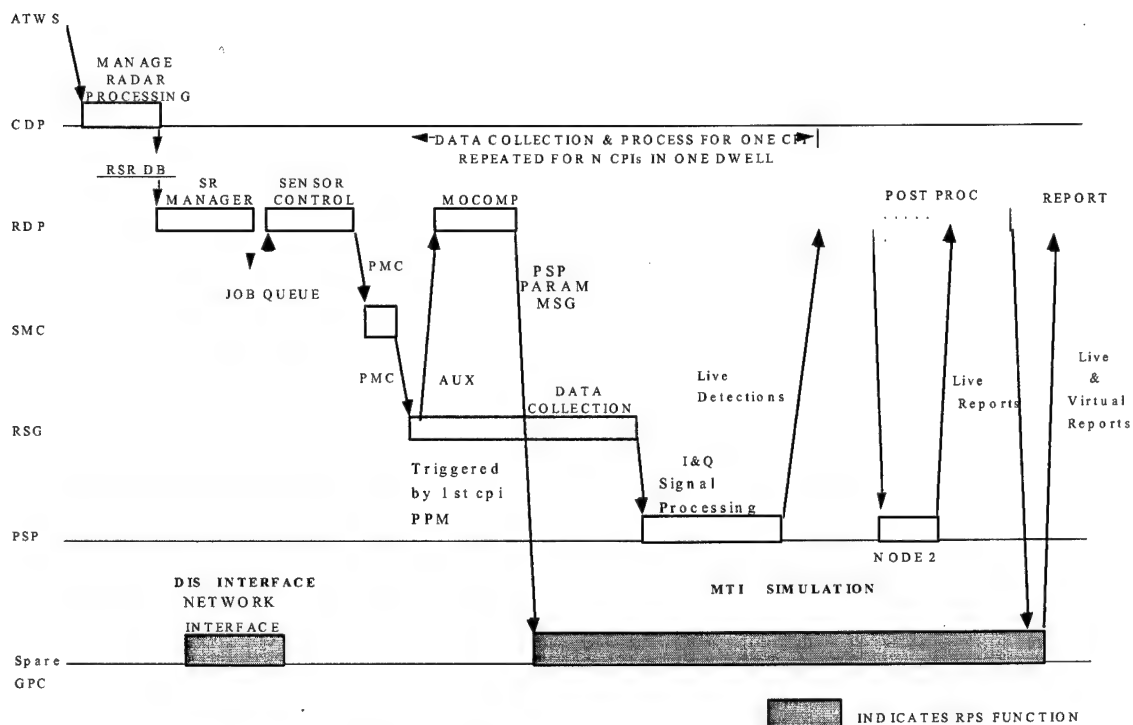 ATWS
MANAGE
RADAR
PROCESSING
CDP
DATA COLLECTION & PROCESS FOR ONE CPI
REPEATED FOR N CPIs IN ONE DWELL
RSR DB
SR
MANAGER
SENSOR
CONTROL
MOCOMP
POST PROC
REPORT
RDP
JOB QUEUE
PMC
PSP
PARAM
MSG
SMC
PMC
AUX
DATA
COLLECTION
Live
Detections
Live
Reports
Live
&
Virtual
Reports
RSG
Triggered
by 1st cpi
PPM
I&Q
Signal
Processing
PSP
NODE2
DIS INTERFACE
NETWORK
INTERFACE
MTI SIMULATION
Spare
GPC
INDICATES RPS FUNCTION